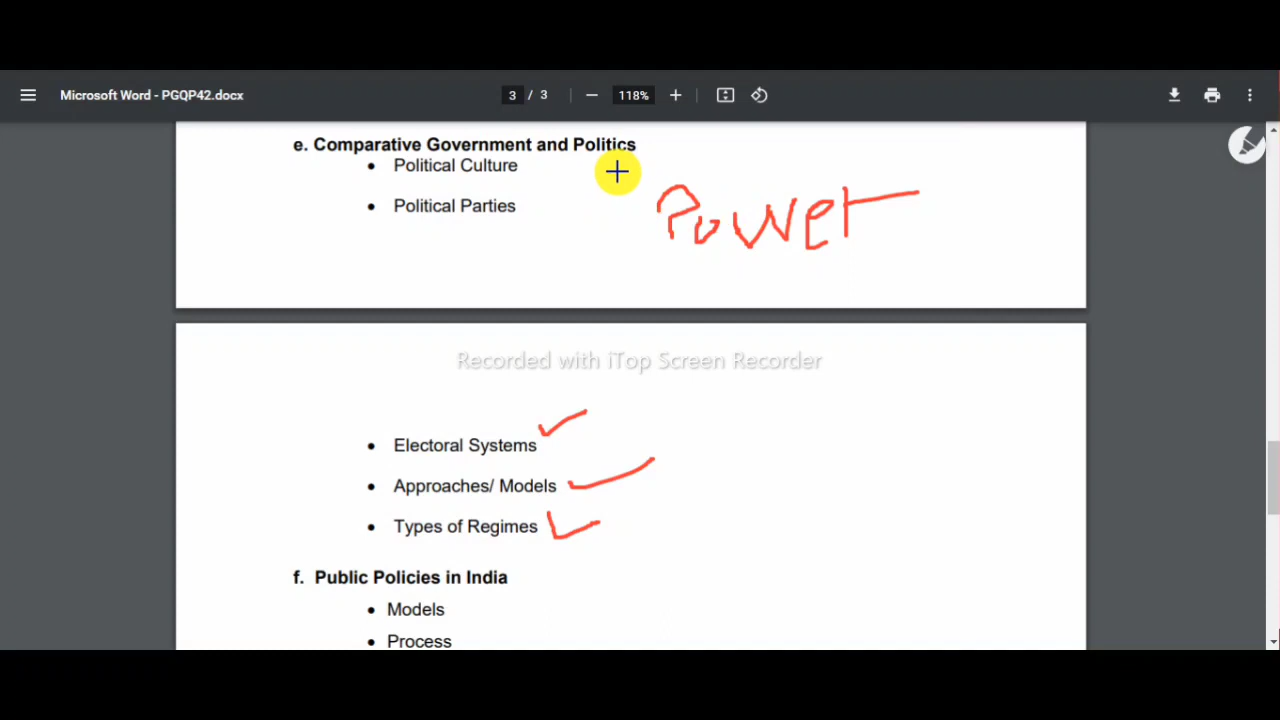 Microsoft Word - PGQP42.docx
3 / 3
118%
e. Comparative Government and Politics
• Political Culture
• Political Parties
Power
Recorded with iTop Screen Recorder
• Electoral Systems
• Approaches/ Models
• Types of Regimes
f. Public Policies in India
• Models
• Process